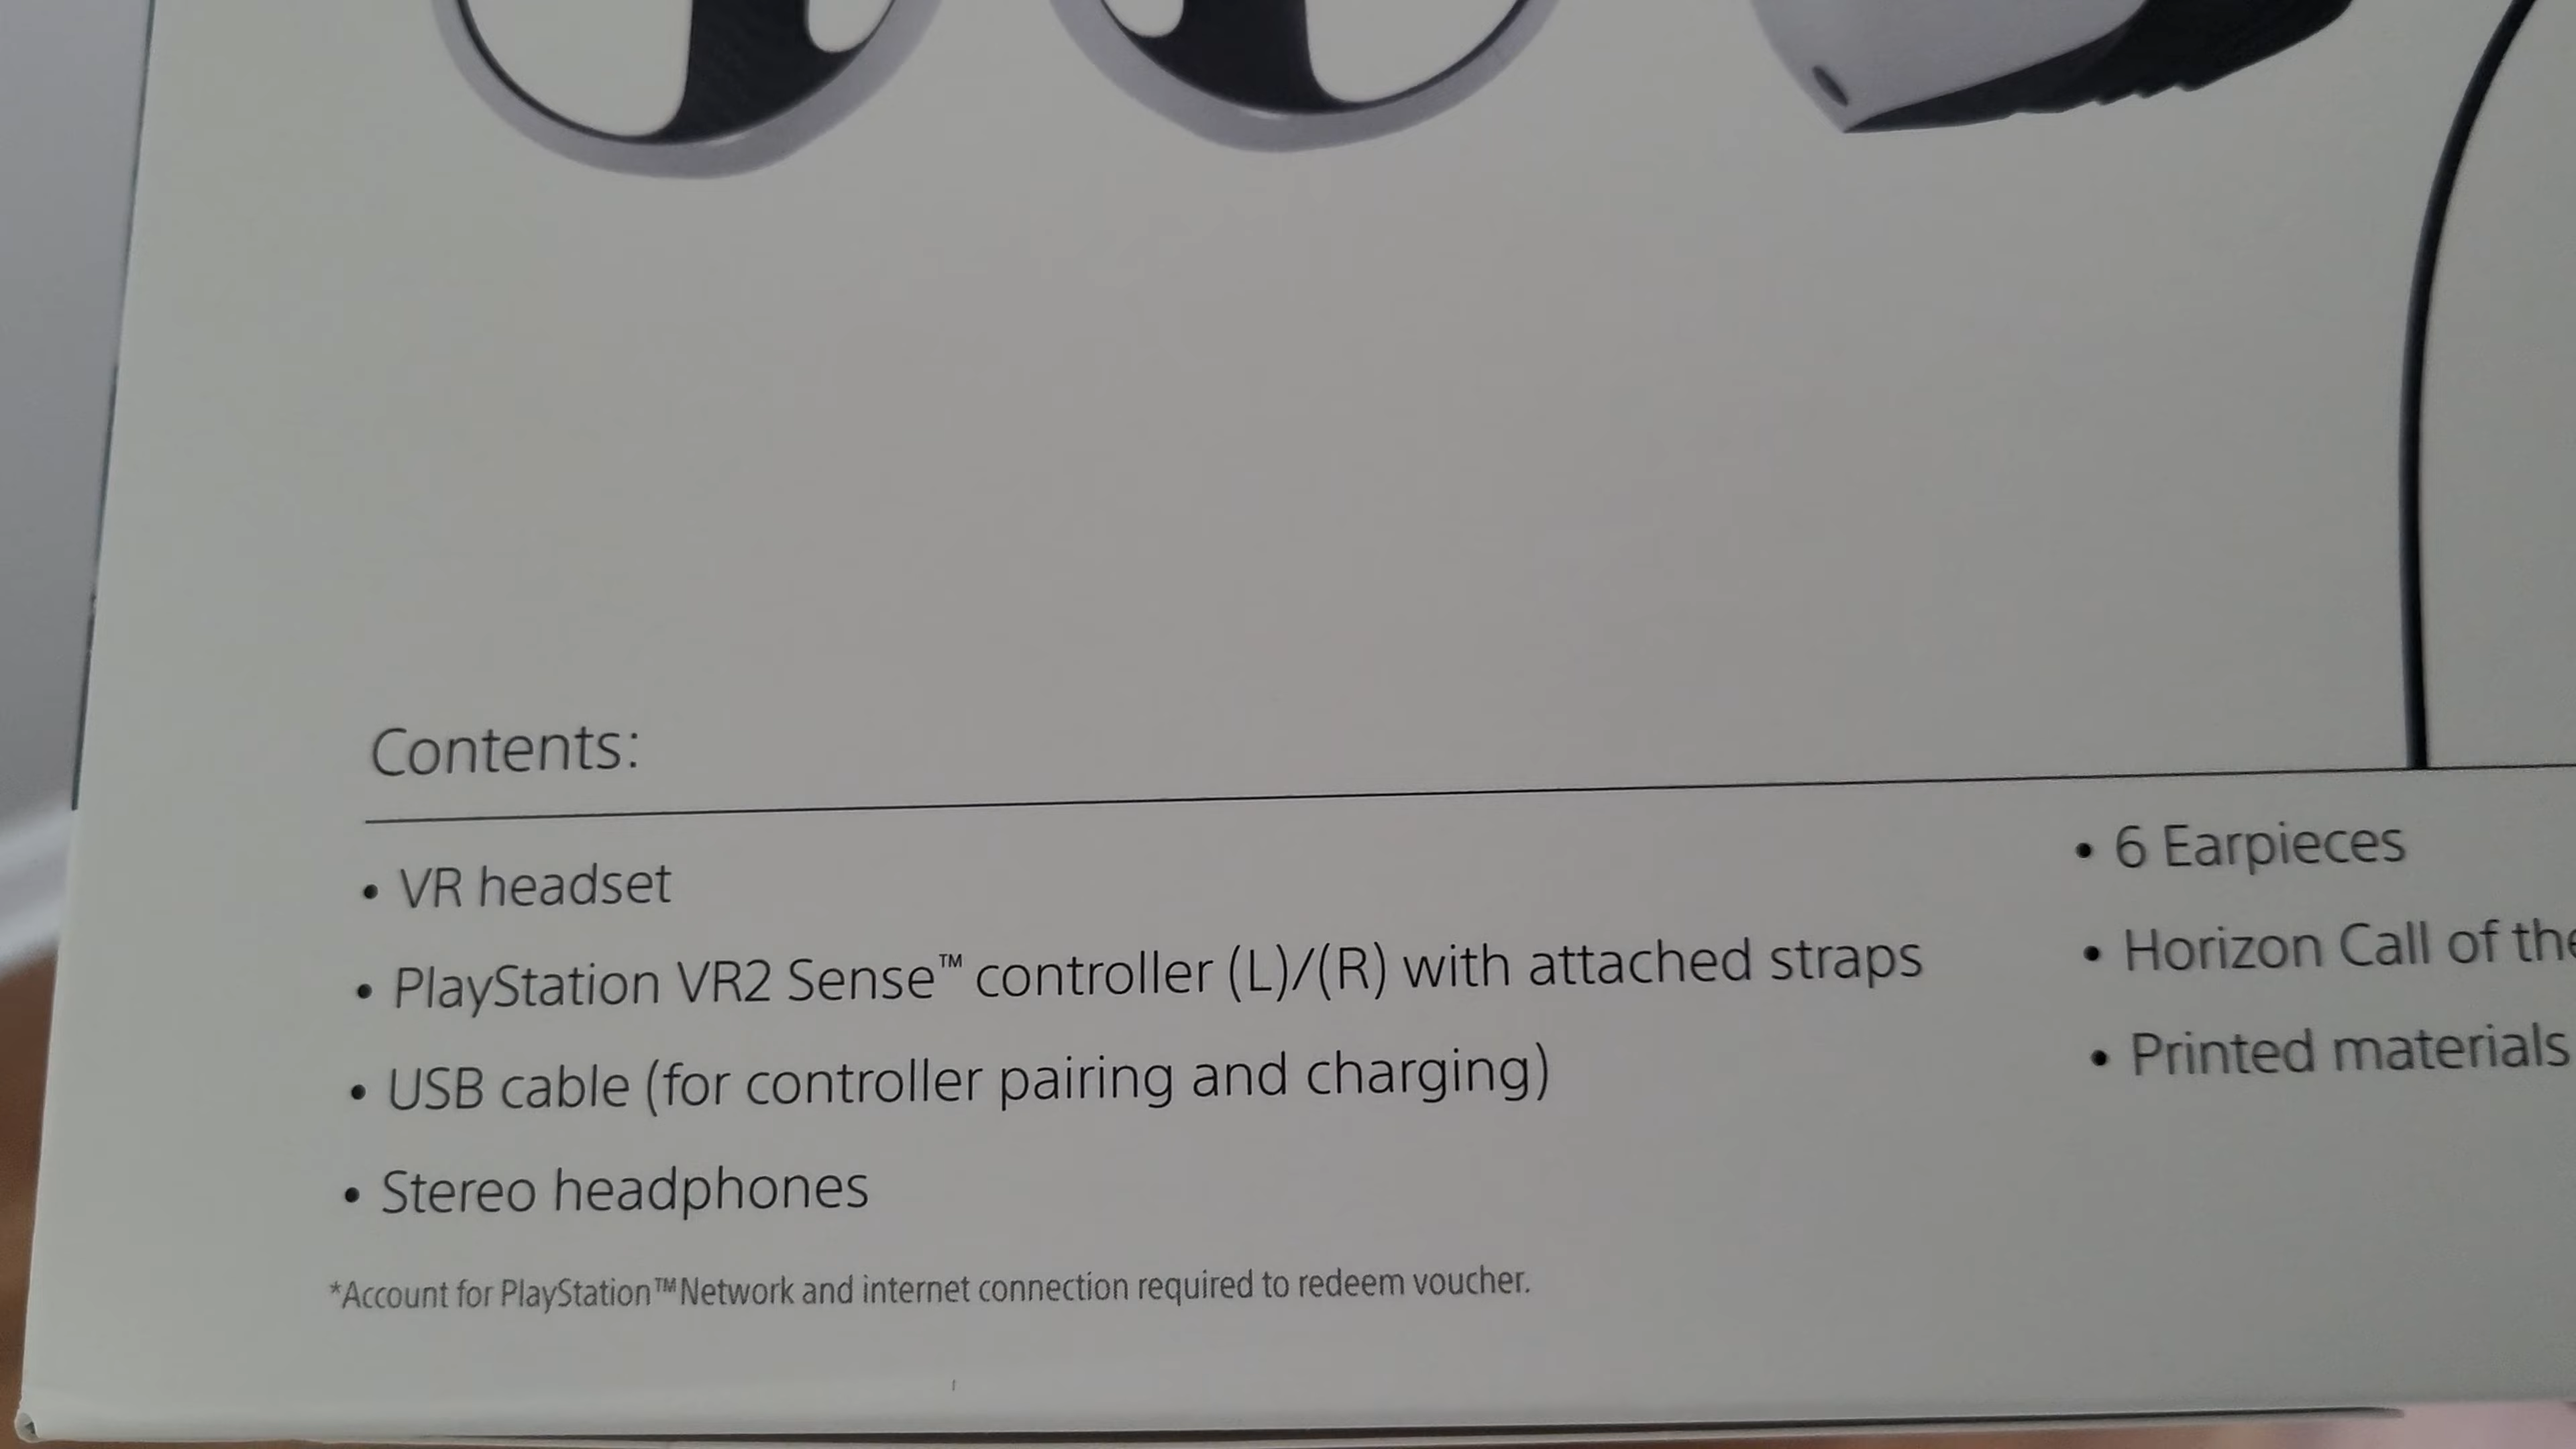 Contents:
• VR headset
• PlayStation VR2 Sense™ controller (L)/(R) with attached straps
• USB cable (for controller pairing and charging)
• Stereo headphones
• 6 Earpieces
• Horizon Call of the
• Printed materials
*Account for PlayStation™Network and internet connection required to redeem voucher.